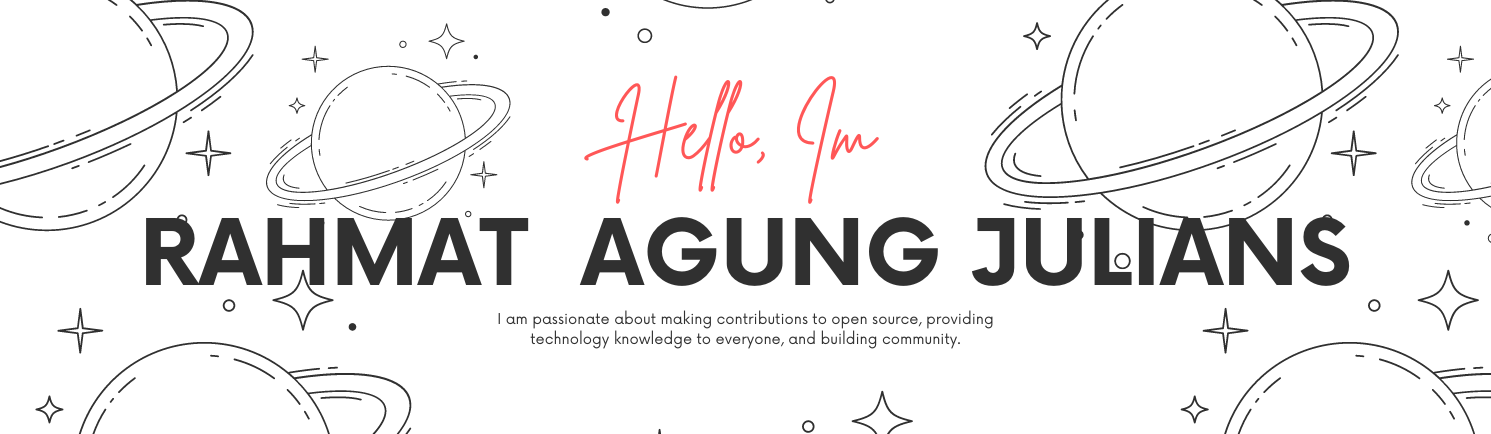 Hello, Im
RAHMAT AGUNG JULIANS
I am passionate about making contributions to open source, providing
technology knowledge to everyone, and building community.